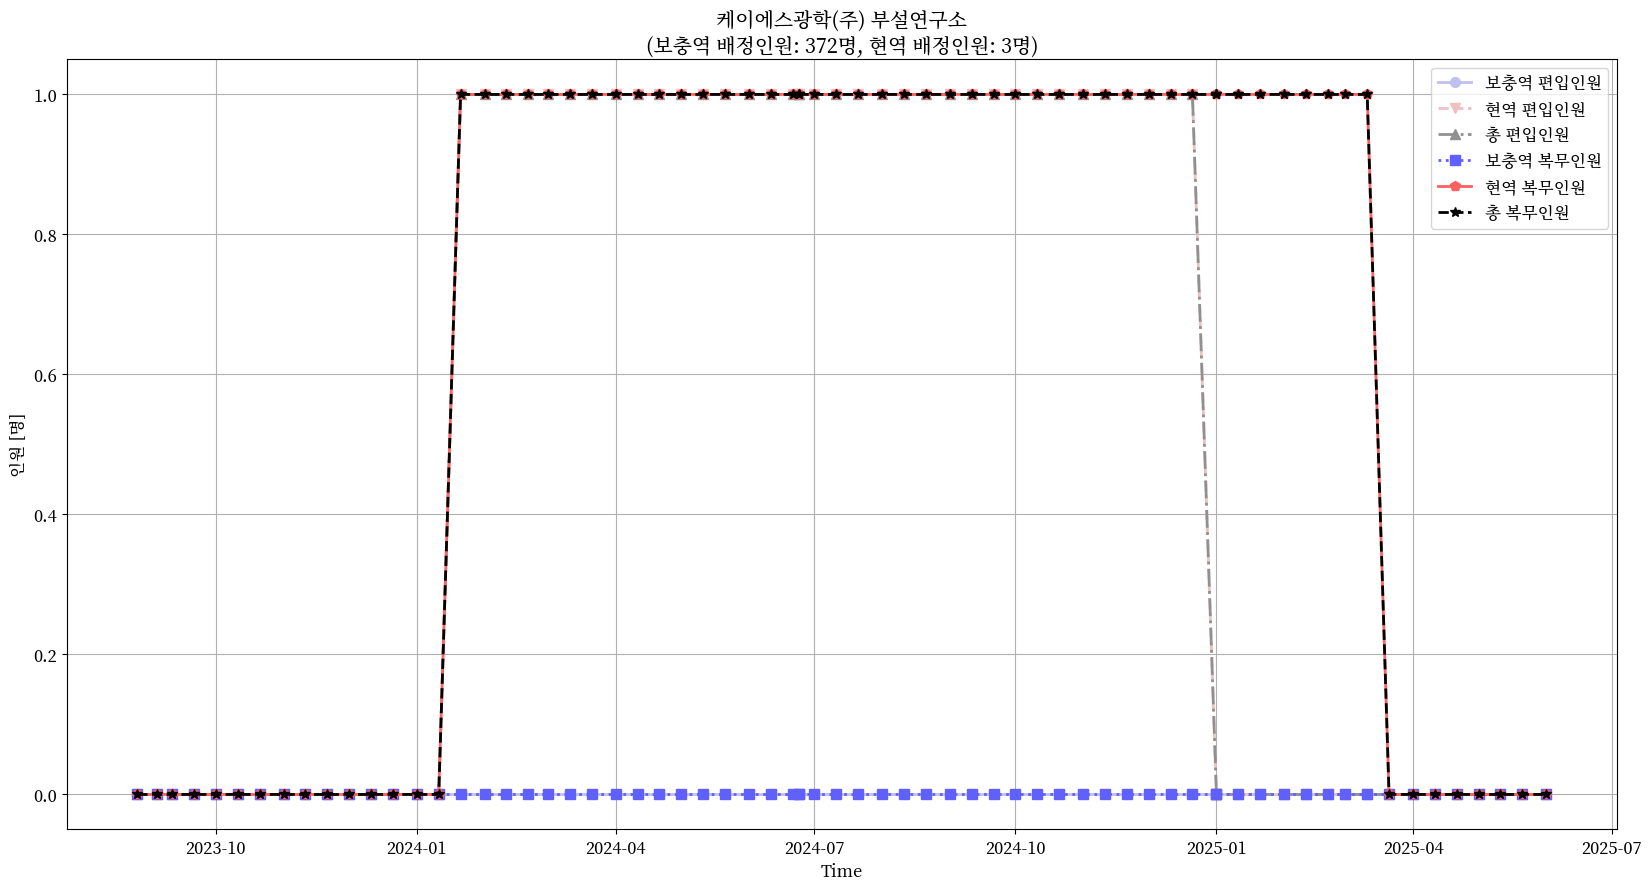 케이에스광학(주) 부설연구소
(보충역 배정인원: 372명, 현역 배정인원: 3명)
보충역 편입인원
현역 편입인원
총 편입인원
보충역 복무인원
현역 복무인원
총 복무인원
인원 [명]
1.0
0.8
0.6
0.4
0.2
0.0
2023-10
2024-01
2024-04
2024-07
2024-10
2025-01
2025-04
2025-07
Time